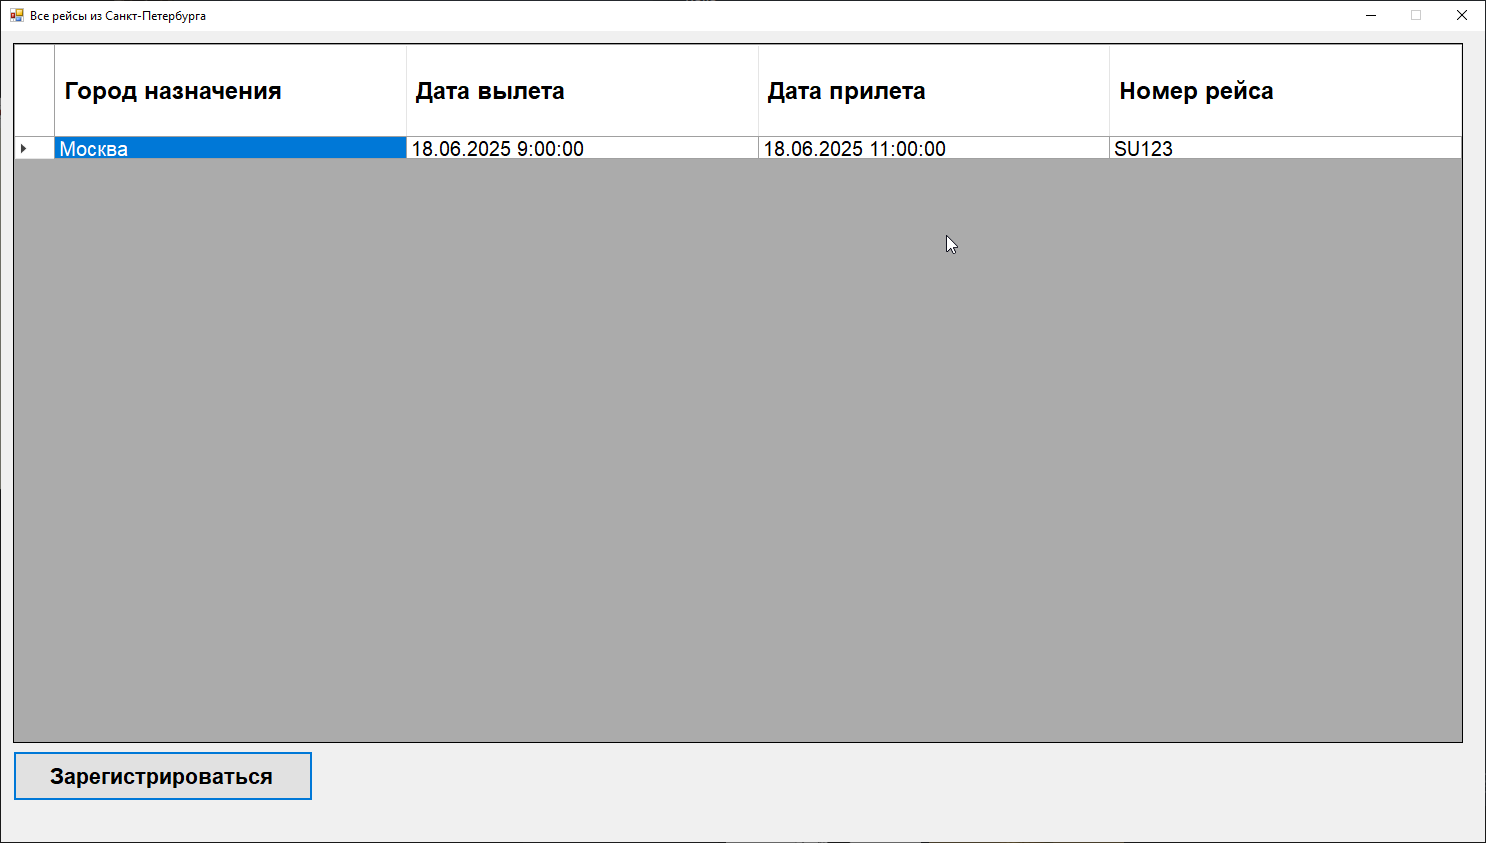 Все рейсы из Санкт-Петербурга
Город назначения Дата вылета Дата прилета Номер рейса
Москва 18.06.2025 9:00:00 18.06.2025 11:00:00 SU123
Зарегистрироваться